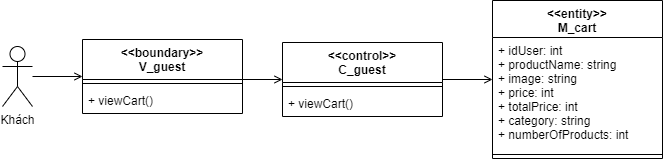 Khách
<<boundary>>
V_guest
+ viewCart()
<<control>>
C_guest
+ viewCart()
<<entity>>
M_cart
+ idUser: int
+ productName: string
+ image: string
+ price: int
+ totalPrice: int
+ category: string
+ numberOfProducts: int